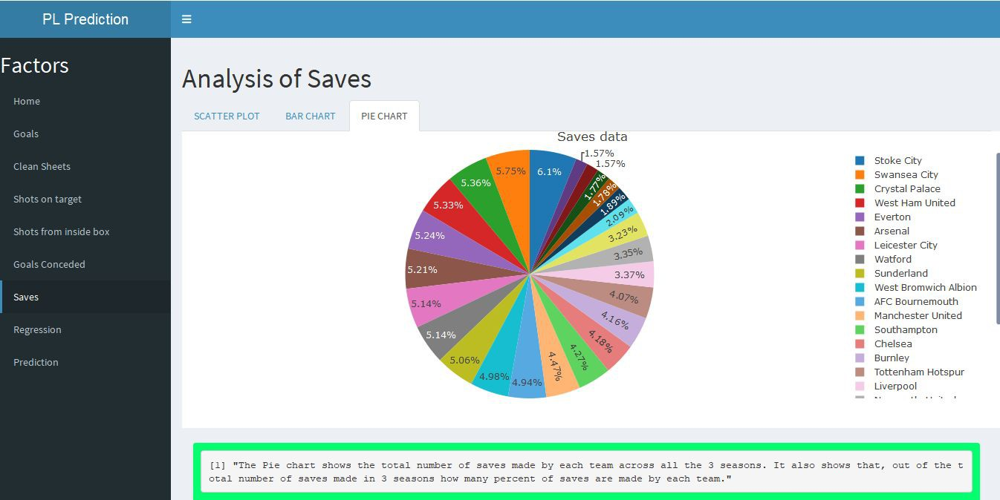 PL Prediction
Factors
Home
Goals
Clean Sheets
Shots on target
Shots from inside box
Goals Conceded
Saves
Regression
Prediction
Analysis of Saves
SCATTER PLOT
BAR CHART
PIE CHART
Saves data
6.1%
1.57%
1.57%
1.77%
1.78%
1.89%
2.09%
3.23%
3.35%
3.37%
4.07%
4.16%
4.18%
4.27%
4.47%
4.94%
4.98%
5.06%
5.14%
5.14%
5.21%
5.24%
5.33%
5.36%
5.75%
Stoke City
Swansea City
Crystal Palace
West Ham United
Everton
Arsenal
Leicester City
Watford
Sunderland
West Bromwich Albion
AFC Bournemouth
Manchester United
Southampton
Chelsea
Burnley
Tottenham Hotspur
Liverpool
[1] "The Pie chart shows the total number of saves made by each team across all the 3 seasons. It also shows that, out of the t
otal number of saves made in 3 seasons how many percent of saves are made by each team."